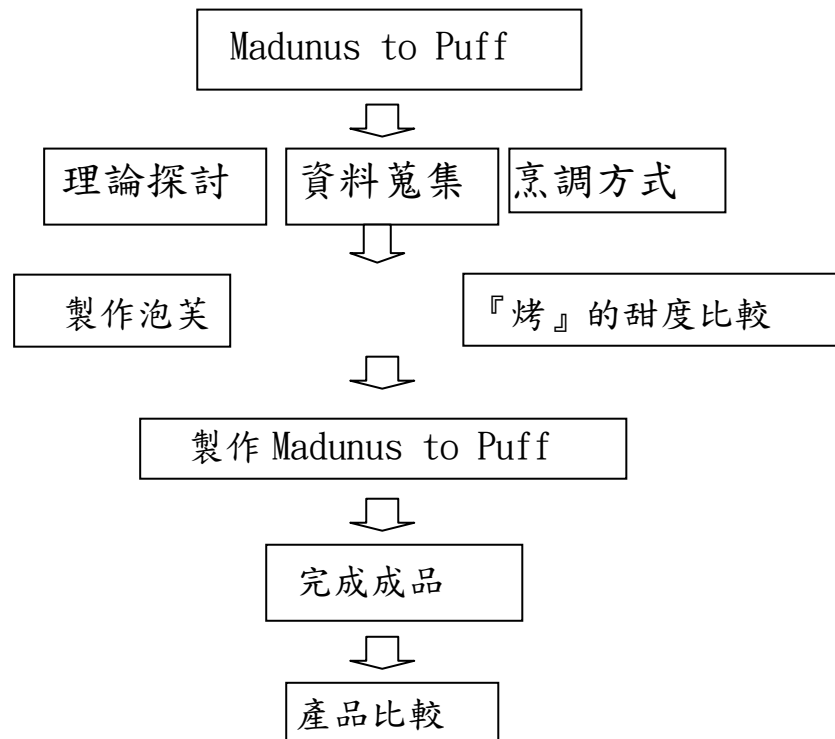 Madunus to Puff
理論探討 資料蒐集 烹調方式
製作泡芙 『烤』的甜度比較
製作 Madunus to Puff
完成成品
產品比較